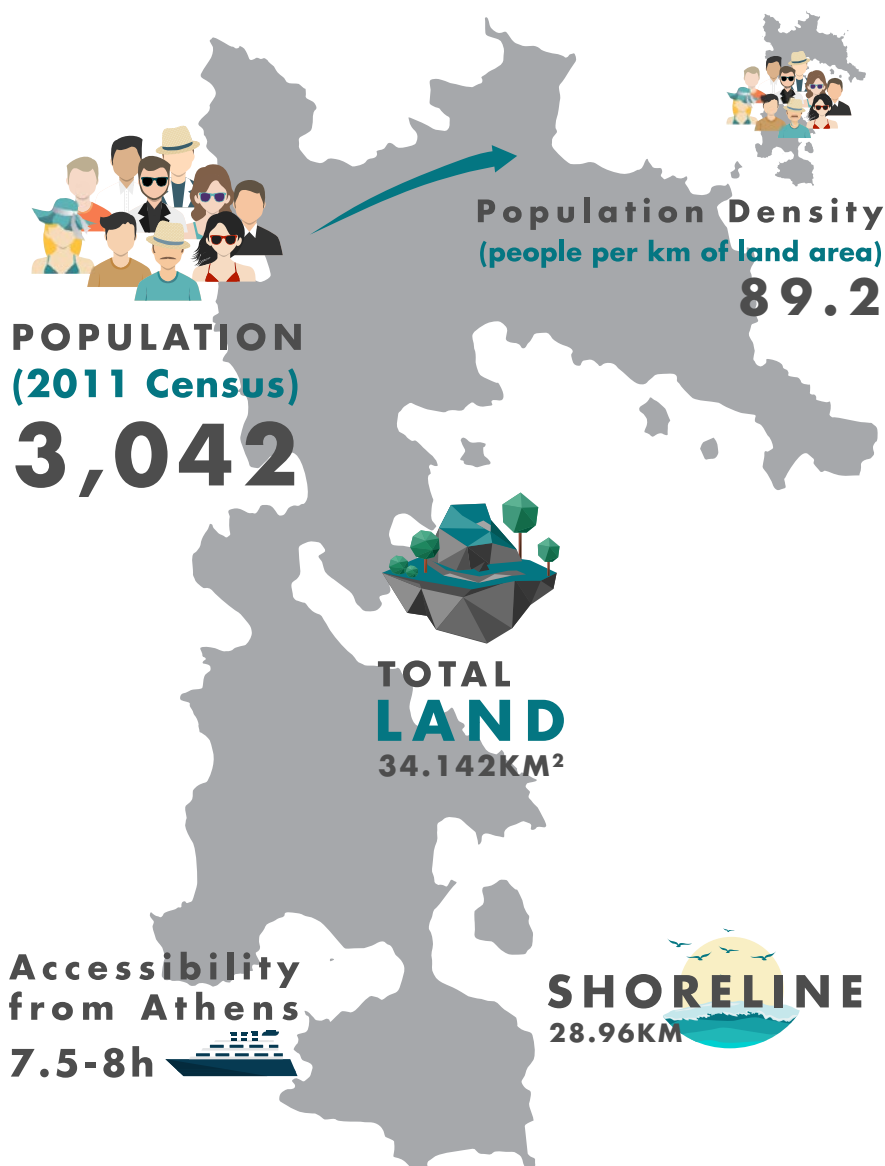 Population Density
(people per km of land area)
89.2
POPULATION
(2011 Census)
3,042
TOTAL
LAND
34.142KM²
Accessibility
from Athens
7.5-8h
SHORELINE
28.96KM